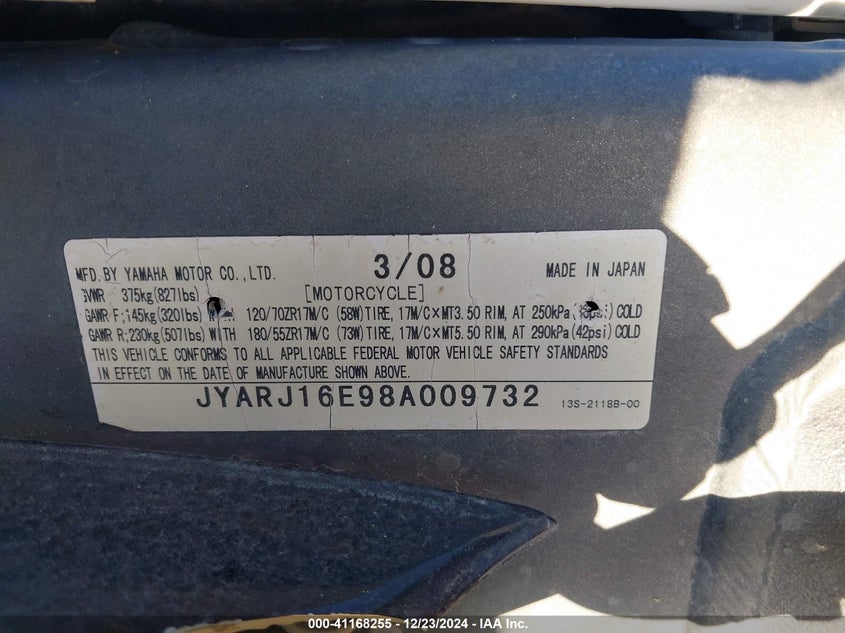 MFD. BY YAMAHA MOTOR CO., LTD. 3/08 MADE IN JAPAN
GVWR 375kg(827lbs) [MOTORCYCLE]
GAWR F;145kg(320lbs) 120/70ZR17M/C (58W)TIRE, 17M/C×MT3.50 RIM, AT 250kPa COLD
GAWR R;230kg(507lbs) WITH 180/55ZR17M/C (73W)TIRE, 17M/C×MT5.50 RIM, AT 290kPa(42psi) COLD
THIS VEHICLE CONFORMS TO ALL APPLICABLE FEDERAL MOTOR VEHICLE SAFETY STANDARDS
IN EFFECT ON THE DATE OF MANUFACTURE SHOWN ABOVE.
JYARJ16E98A009732 13S-2118B-00
000-41168255 - 12/23/2024 - IAA Inc.